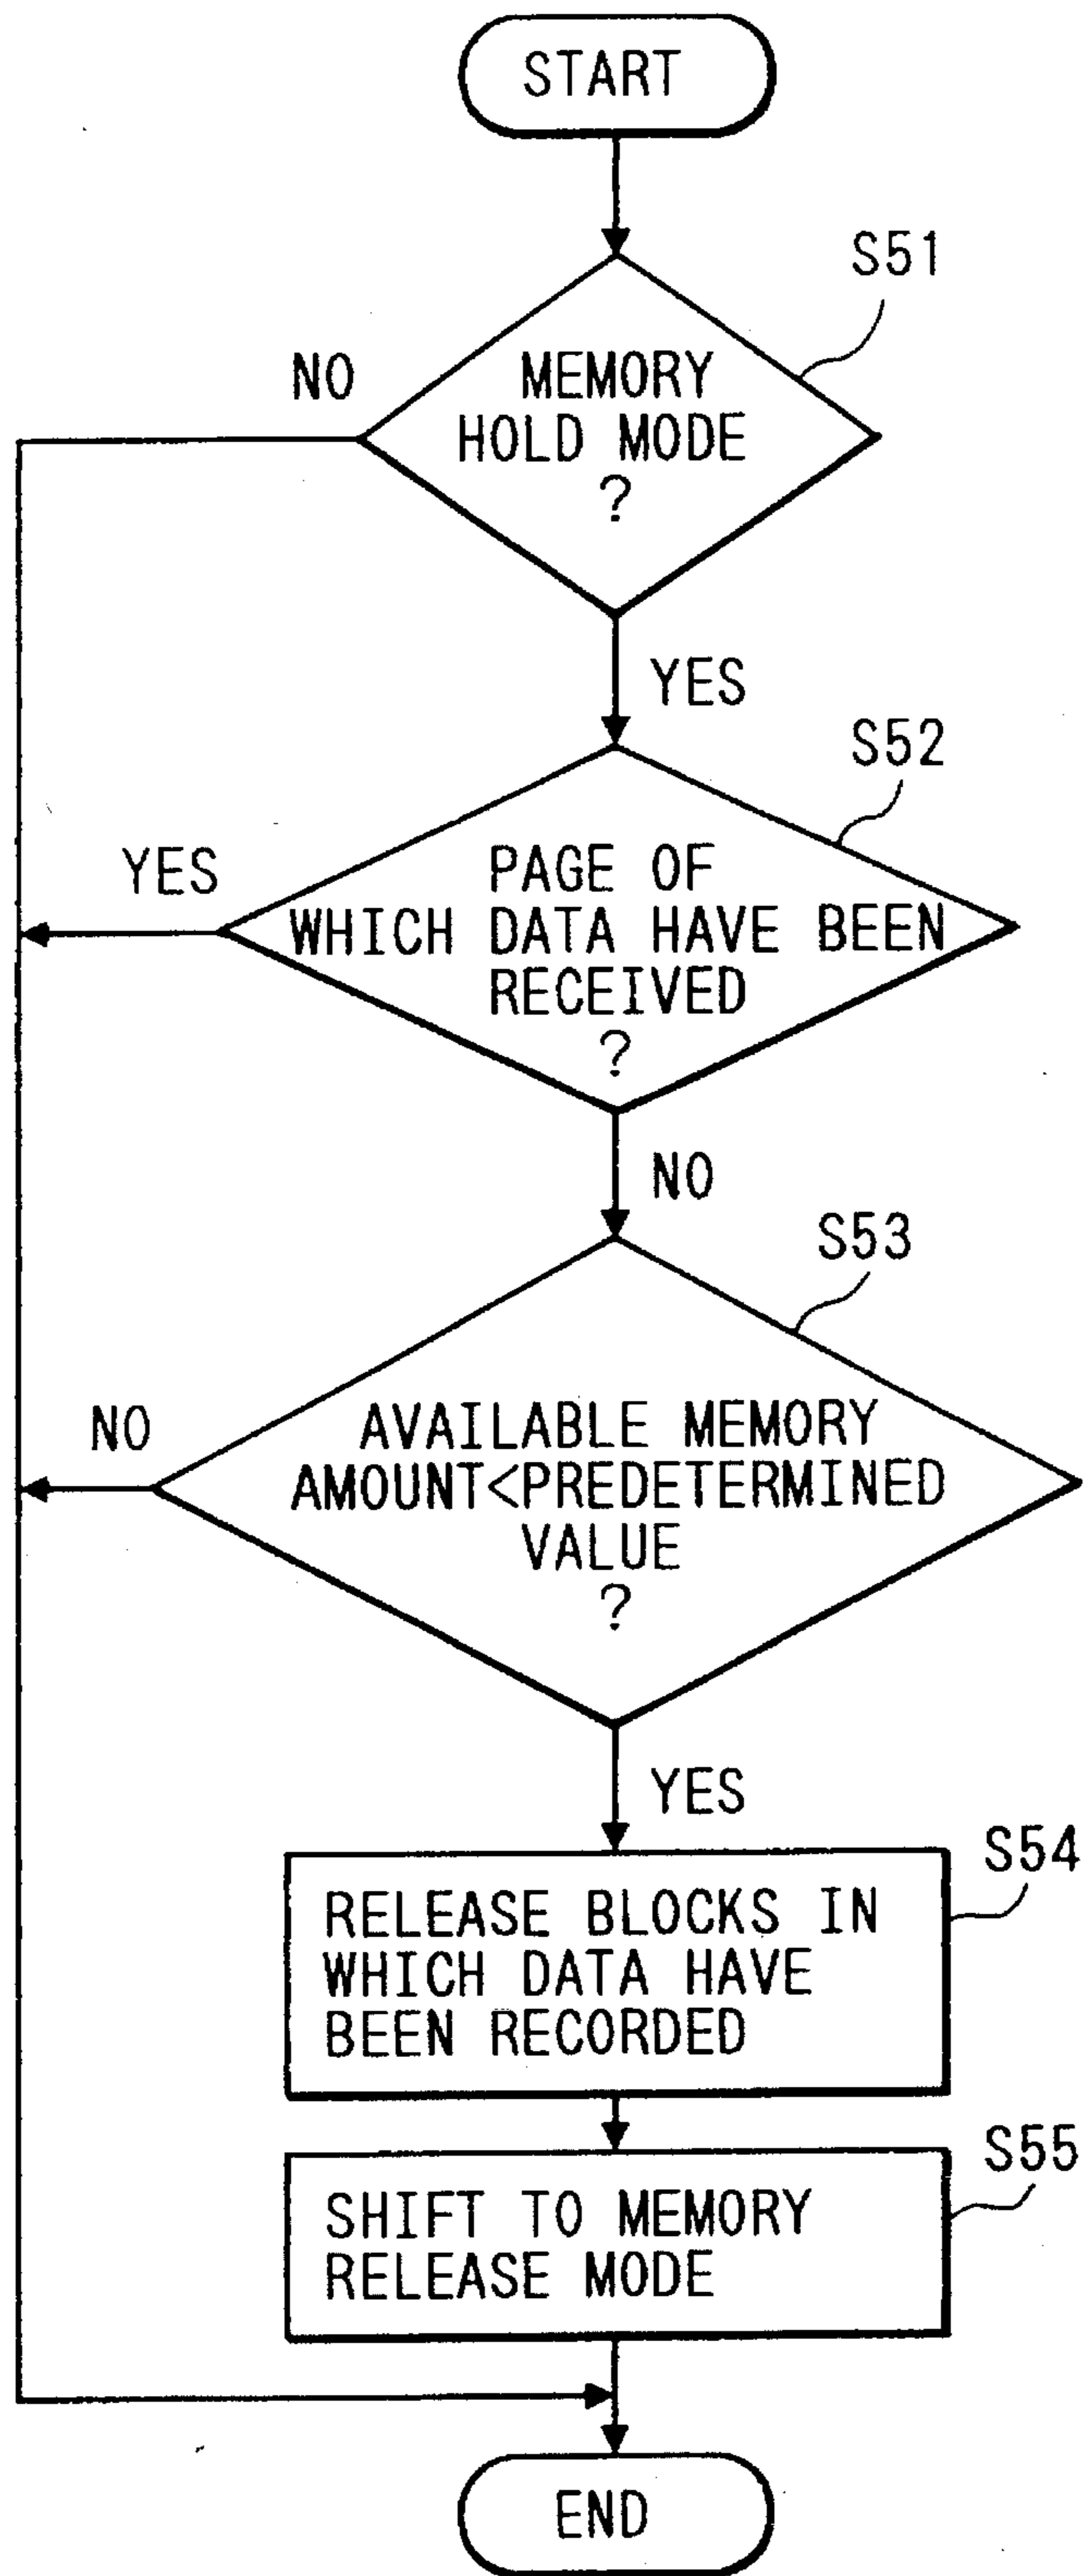 START
S51
NO
MEMORY
HOLD MODE
?
YES
S52
YES
PAGE OF
WHICH DATA HAVE BEEN
RECEIVED
?
NO
S53
NO
AVAILABLE MEMORY
AMOUNT<PREDETERMINED
VALUE
?
YES
S54
RELEASE BLOCKS IN
WHICH DATA HAVE
BEEN RECORDED
S55
SHIFT TO MEMORY
RELEASE MODE
END